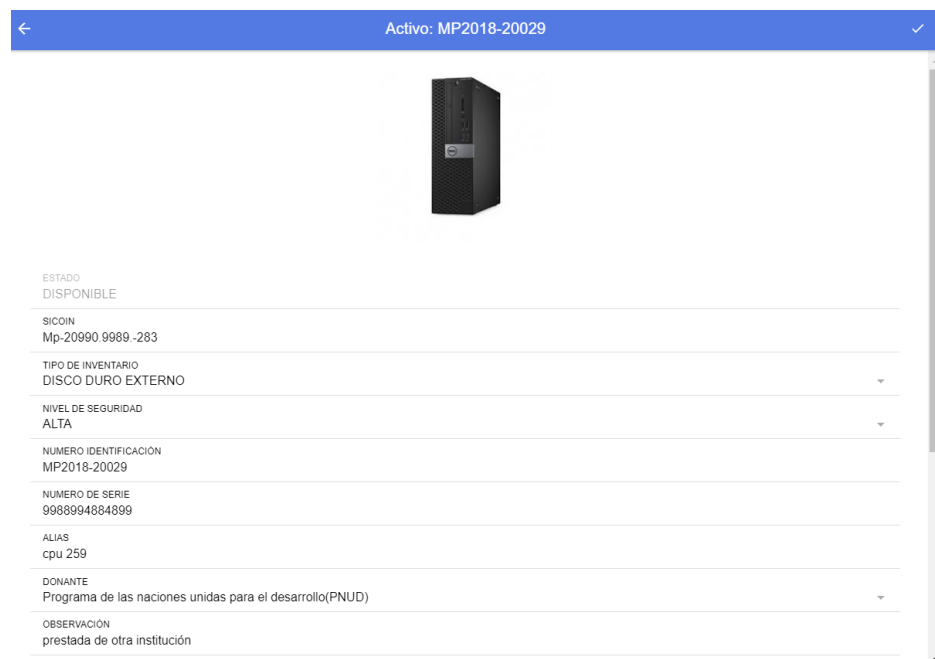 Activo: MP2018-20029
DELL
ESTADO
DISPONIBLE
SICOIN
Mp-20990.9989.-283
TIPO DE INVENTARIO
DISCO DURO EXTERNO
NIVEL DE SEGURIDAD
ALTA
NUMERO IDENTIFICACIÓN
MP2018-20029
NUMERO DE SERIE
9988994884899
ALIAS
cpu 259
DONANTE
Programa de las naciones unidas para el desarrollo(PNUD)
OBSERVACIÓN
prestada de otra institución